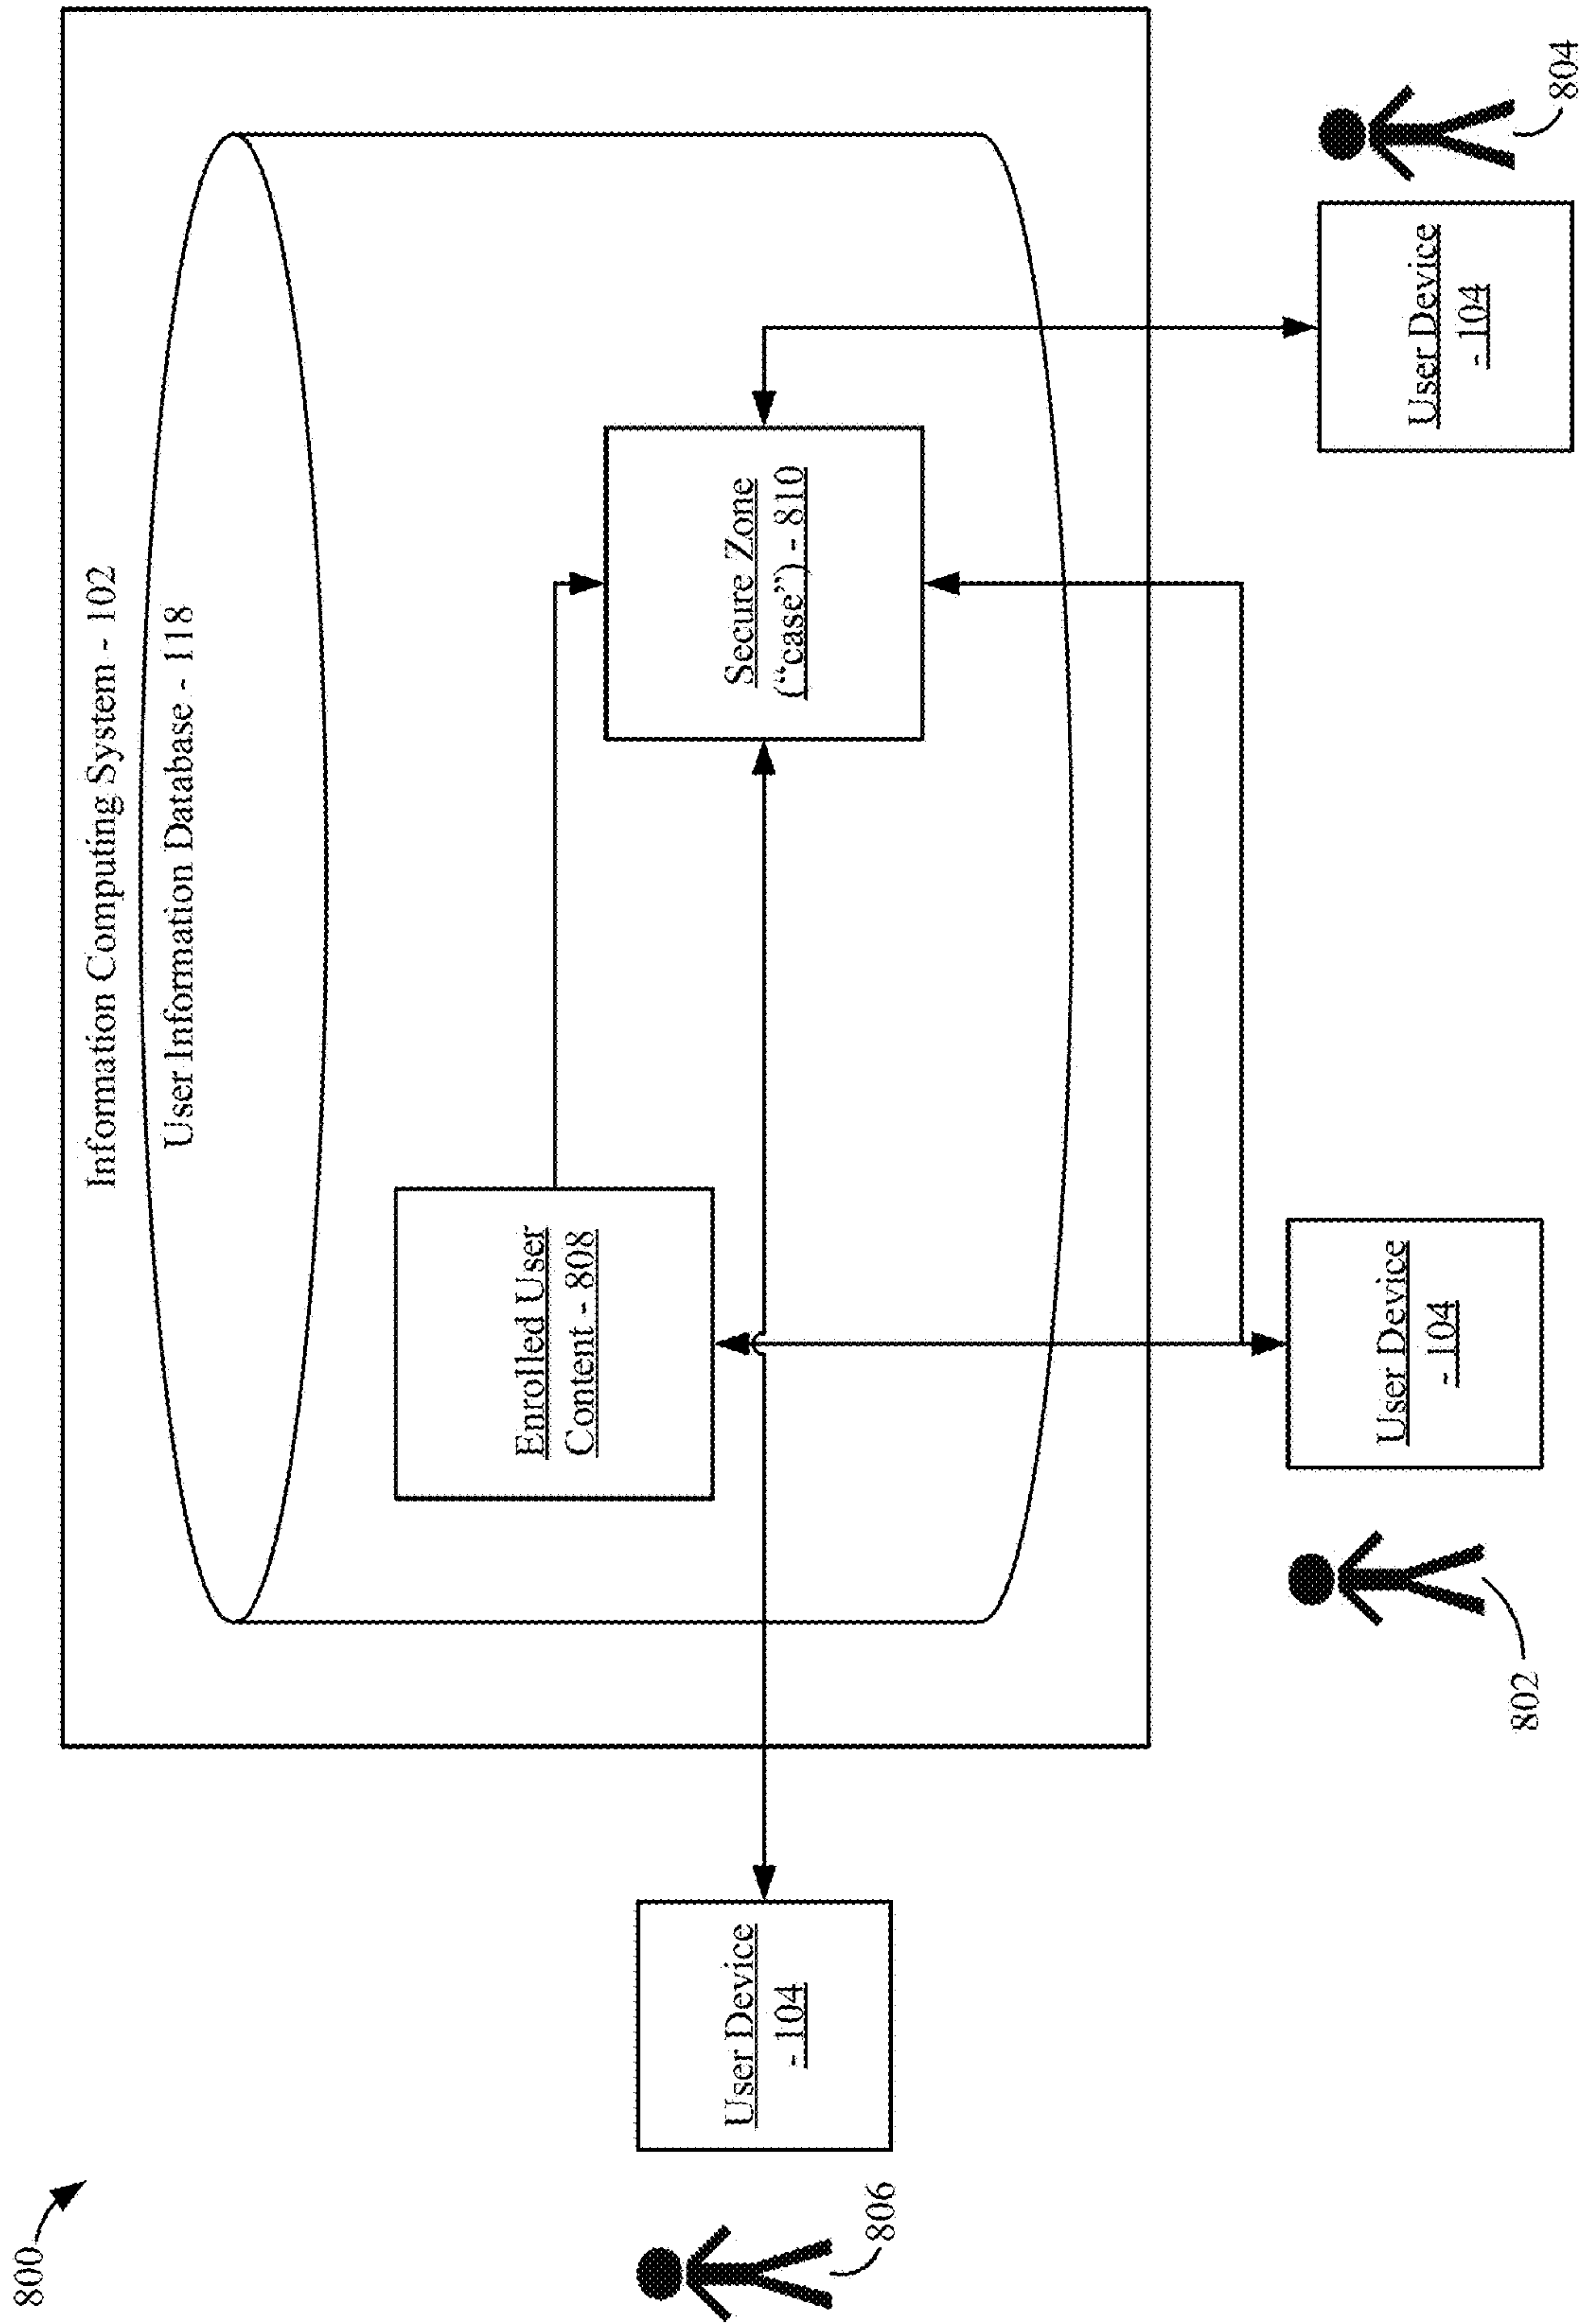 800
Information Computing System - 102
User Information Database - 118
Enrolled User
Content - 808
Secure Zone
(“case”) - 810
User Device
- 104
806
User Device
- 104
802
User Device
- 104
804